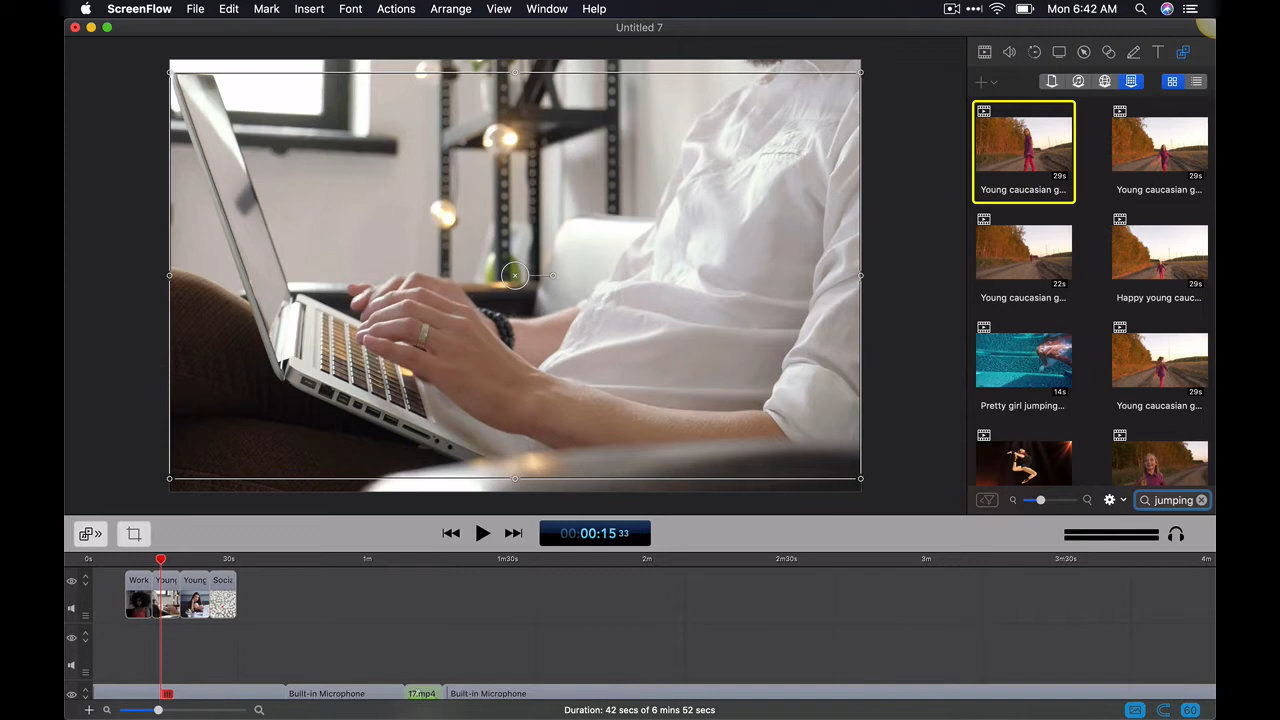 ScreenFlow File Edit Mark Insert Font Actions Arrange View Window Help Mon 6:42 AM
Untitled 7
29s 29s
Young caucasian g... Young caucasian g...
22s 29s
Young caucasian g... Happy young cauc...
14s 29s
Pretty girl jumping... Young caucasian g...
jumping
00:00:15 33
0s 30s 1m 1m30s 2m 2m30s 3m 3m30s 4m
Work Young Young Socia
Built-in Microphone 17.mp4 Built-in Microphone
Duration: 42 secs of 6 mins 52 secs 60